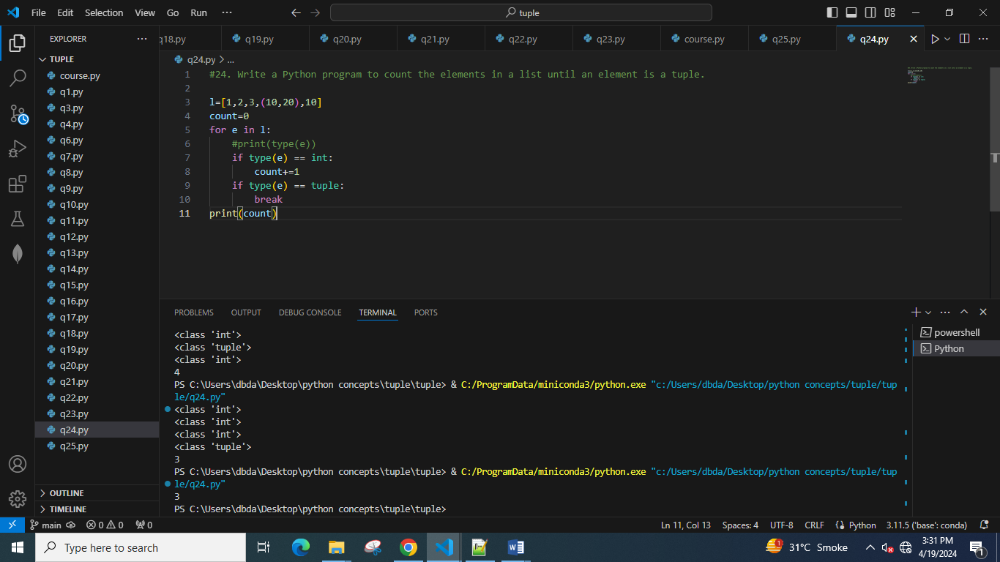 File Edit Selection View Go Run ··· tuple
EXPLORER ···
q18.py q19.py q20.py q21.py q22.py q23.py course.py q25.py q24.py
TUPLE
course.py
q1.py
q3.py
q4.py
q6.py
q7.py
q8.py
q9.py
q10.py
q11.py
q12.py
q13.py
q14.py
q15.py
q16.py
q17.py
q18.py
q19.py
q20.py
q21.py
q22.py
q23.py
q24.py
q25.py
OUTLINE
TIMELINE
q24.py > ...
1 #24. Write a Python program to count the elements in a list until an element is a tuple.
2
3 l=[1,2,3,(10,20),10]
4 count=0
5 for e in l:
6 #print(type(e))
7 if type(e) == int:
8 count+=1
9 if type(e) == tuple:
10 break
11 print(count)
PROBLEMS OUTPUT DEBUG CONSOLE TERMINAL PORTS
<class 'int'>
<class 'tuple'>
<class 'int'>
4
PS C:\Users\dbda\Desktop\python concepts\tuple\tuple> & C:/ProgramData/miniconda3/python.exe "c:/Users/dbda/Desktop/python concepts/tuple/tup
le/q24.py"
<class 'int'>
<class 'int'>
<class 'int'>
<class 'tuple'>
3
PS C:\Users\dbda\Desktop\python concepts\tuple\tuple> & C:/ProgramData/miniconda3/python.exe "c:/Users/dbda/Desktop/python concepts/tuple/tup
le/q24.py"
3
PS C:\Users\dbda\Desktop\python concepts\tuple\tuple>
powershell
Python
main 0 0 0 Ln 11, Col 13 Spaces: 4 UTF-8 CRLF Python 3.11.5 ('base': conda)
Type here to search 31°C Smoke 3:31 PM
4/19/2024
1
1